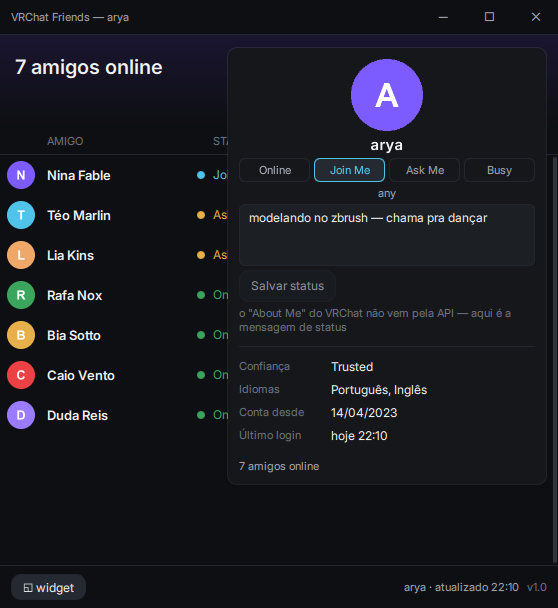 VRChat Friends — arya
7 amigos online
A
arya
AMIGO
STA
Online
Join Me
Ask Me
Busy
any
modelando no zbrush — chama pra dançar
Salvar status
o "About Me" do VRChat não vem pela API — aqui é a
mensagem de status
Confiança Trusted
Idiomas Português, Inglês
Conta desde 14/04/2023
Último login hoje 22:10
7 amigos online
N Nina Fable Jo
T Téo Marlin As
L Lia Kins As
R Rafa Nox On
B Bia Sotto On
C Caio Vento On
D Duda Reis On
widget
arya · atualizado 22:10 v1.0